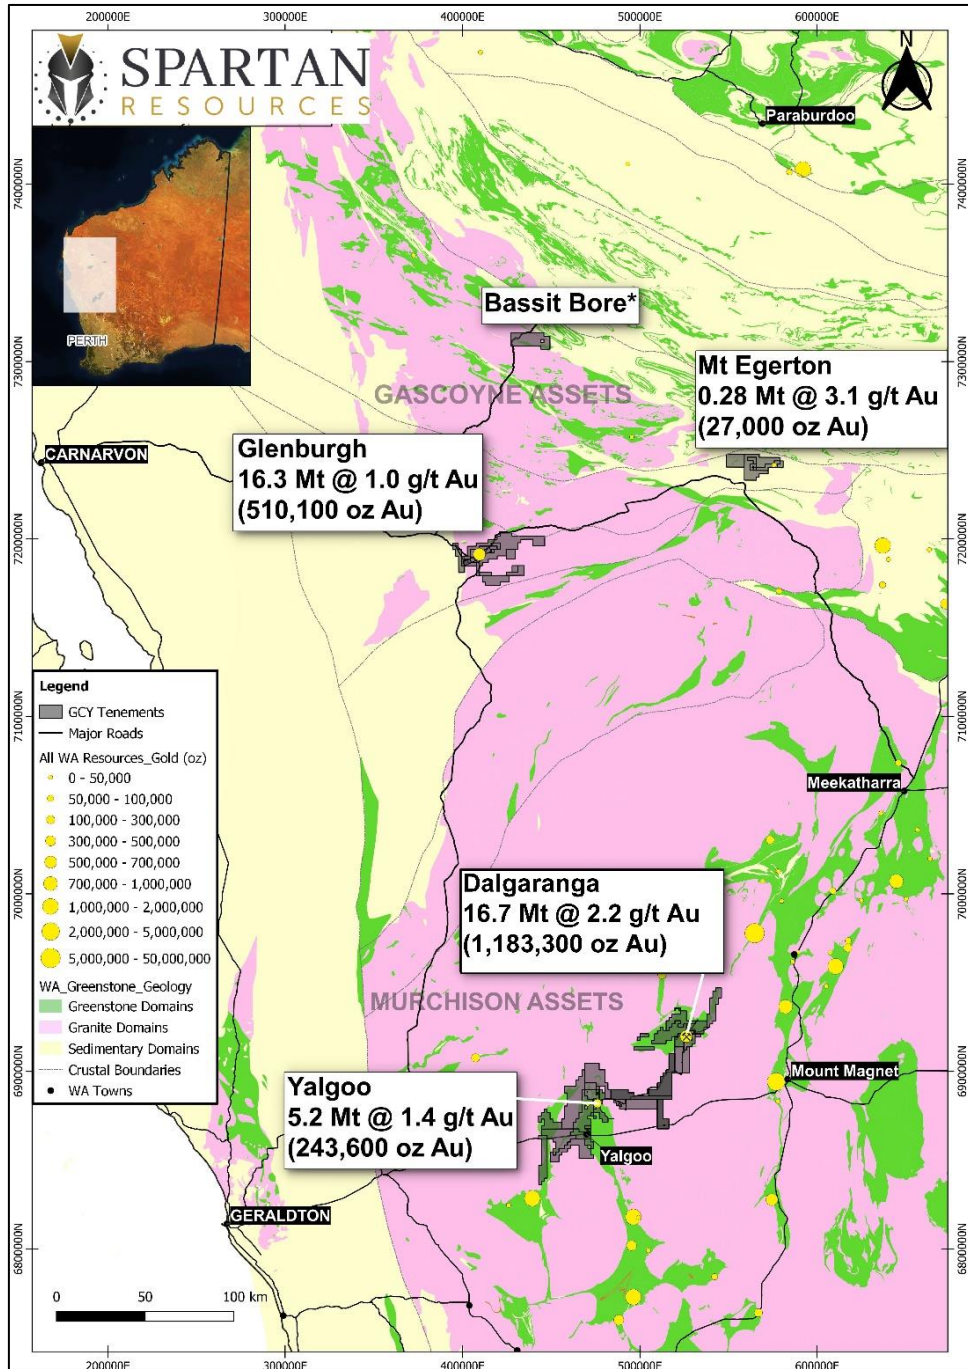 200000E 300000E 400000E 500000E 600000E
SPARTAN
RESOURCES
N
Paraburdoo
7400000N 7400000N
PERTH
Bassit Bore*
7300000N 7300000N
Mt Egerton
0.28 Mt @ 3.1 g/t Au
(27,000 oz Au)
GASCOYNE ASSETS
CARNARVON
Glenburgh
16.3 Mt @ 1.0 g/t Au
(510,100 oz Au)
7200000N 7200000N
Legend
GCY Tenements
Major Roads
All WA Resources_Gold (oz)
0 - 50,000
50,000 - 100,000
100,000 - 300,000
300,000 - 500,000
500,000 - 700,000
700,000 - 1,000,000
1,000,000 - 2,000,000
2,000,000 - 5,000,000
5,000,000 - 50,000,000
WA_Greenstone_Geology
Greenstone Domains
Granite Domains
Sedimentary Domains
Crustal Boundaries
WA Towns
7100000N 7100000N
Meekatharra
Dalgaranga
16.7 Mt @ 2.2 g/t Au
(1,183,300 oz Au)
7000000N 7000000N
MURCHISON ASSETS
Mount Magnet
6900000N 6900000N
Yalgoo
5.2 Mt @ 1.4 g/t Au
(243,600 oz Au)
Yalgoo
GERALDTON
6800000N 6800000N
0 50 100 km
200000E 300000E 400000E 500000E 600000E